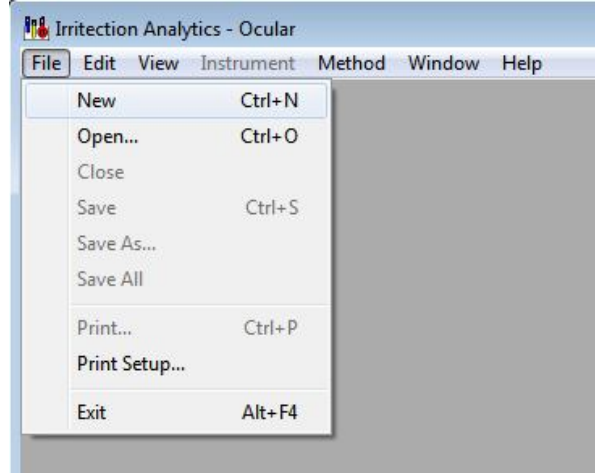 Irritection Analytics - Ocular
File Edit View Instrument Method Window Help
New Ctrl+N
Open... Ctrl+O
Close
Save Ctrl+S
Save As...
Save All
Print... Ctrl+P
Print Setup...
Exit Alt+F4